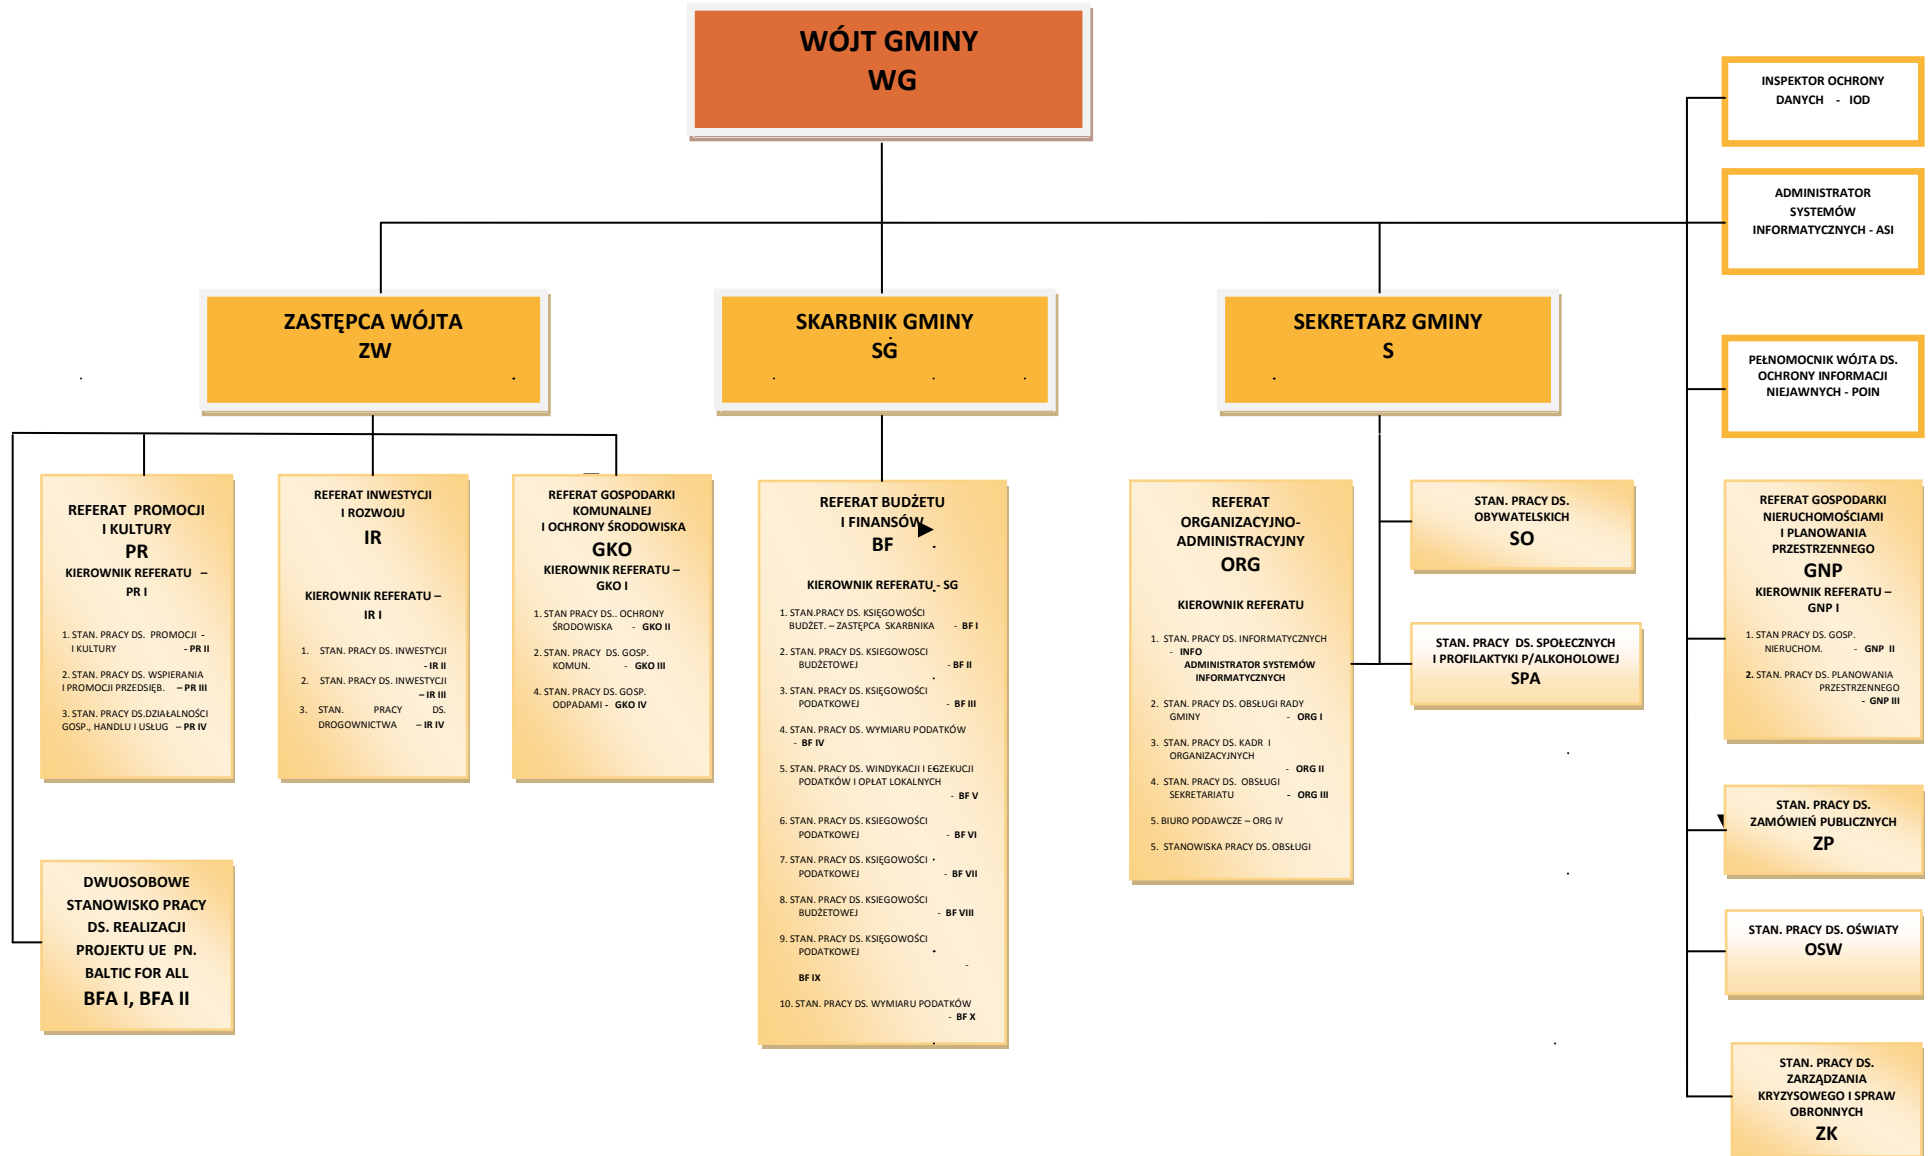 WÓJT GMINY
WG
INSPEKTOR OCHRONY
DANYCH - IOD
ADMINISTRATOR
SYSTEMÓW
INFORMATYCZNYCH - ASI
ZASTĘPCA WÓJTA
ZW
SKARBNIK GMINY
SG
SEKRETARZ GMINY
S
PEŁNOMOCNIK WÓJTA DS.
OCHRONY INFORMACJI
NIEJAWNYCH - POIN
REFERAT PROMOCJI
I KULTURY
PR
KIEROWNIK REFERATU –
PR I
1. STAN. PRACY DS. PROMOCJI -
I KULTURY - PR II
2. STAN. PRACY DS. WSPIERANIA
I PROMOCJI PRZEDSIĘB. – PR III
3. STAN. PRACY DS.DZIAŁALNOŚCI
GOSP., HANDLU I USŁUG – PR IV
REFERAT INWESTYCJI
I ROZWOJU
IR
KIEROWNIK REFERATU –
IR I
1. STAN. PRACY DS. INWESTYCJI
- IR II
2. STAN. PRACY DS. INWESTYCJI
– IR III
3. STAN. PRACY DS.
DROGOWNICTWA – IR IV
REFERAT GOSPODARKI
KOMUNALNEJ
I OCHRONY ŚRODOWISKA
GKO
KIEROWNIK REFERATU –
GKO I
1. STAN PRACY DS.. OCHRONY
ŚRODOWISKA - GKO II
2. STAN. PRACY DS. GOSP.
KOMUN. - GKO III
4. STAN. PRACY DS. GOSP.
ODPADAMI - GKO IV
REFERAT BUDŻETU
I FINANSÓW
BF
KIEROWNIK REFERATU - SG
1. STAN.PRACY DS. KSIĘGOWOŚCI
BUDŻET. – ZASTĘPCA SKARBNIKA - BF I
2. STAN. PRACY DS. KSIEGOWOSCI
BUDŻETOWEJ - BF II
3. STAN. PRACY DS. KSIĘGOWOŚCI
PODATKOWEJ - BF III
4. STAN. PRACY DS. WYMIARU PODATKÓW
- BF IV
5. STAN. PRACY DS. WINDYKACJI I EGZEKUCJI
PODATKÓW I OPŁAT LOKALNYCH
- BF V
6. STAN. PRACY DS. KSIEGOWOŚCI
PODATKOWEJ - BF VI
7. STAN. PRACY DS. KSIĘGOWOŚCI
PODATKOWEJ - BF VII
8. STAN. PRACY DS. KSIEGOWOŚCI
BUDŻETOWEJ - BF VIII
9. STAN. PRACY DS. KSIĘGOWOŚCI
PODATKOWEJ
-
BF IX
10. STAN. PRACY DS. WYMIARU PODATKÓW
- BF X
REFERAT
ORGANIZACYJNO-
ADMINISTRACYJNY
ORG
KIEROWNIK REFERATU
1. STAN. PRACY DS. INFORMATYCZNYCH
- INFO
ADMINISTRATOR SYSTEMÓW
INFORMATYCZNYCH
2. STAN. PRACY DS. OBSŁUGI RADY
GMINY - ORG I
3. STAN. PRACY DS. KADR I
ORGANIZACYJNYCH
- ORG II
4. STAN. PRACY DS. OBSŁUGI
SEKRETARIATU - ORG III
5. BIURO PODAWCZE – ORG IV
5. STANOWISKA PRACY DS. OBSŁUGI
STAN. PRACY DS.
OBYWATELSKICH
SO
STAN. PRACY DS. SPOŁECZNYCH
I PROFILAKTYKI P/ALKOHOLOWEJ
SPA
REFERAT GOSPODARKI
NIERUCHOMOŚCIAMI
I PLANOWANIA
PRZESTRZENNEGO
GNP
KIEROWNIK REFERATU –
GNP I
1. STAN PRACY DS. GOSP.
NIERUCHOM. - GNP II
2. STAN. PRACY DS. PLANOWANIA
PRZESTRZENNEGO
- GNP III
STAN. PRACY DS.
ZAMÓWIEŃ PUBLICZNYCH
ZP
DWUOSOBOWE
STANOWISKO PRACY
DS. REALIZACJI
PROJEKTU UE PN.
BALTIC FOR ALL
BFA I, BFA II
STAN. PRACY DS. OŚWIATY
OSW
STAN. PRACY DS.
ZARZĄDZANIA
KRYZYSOWEGO I SPRAW
OBRONNYCH
ZK